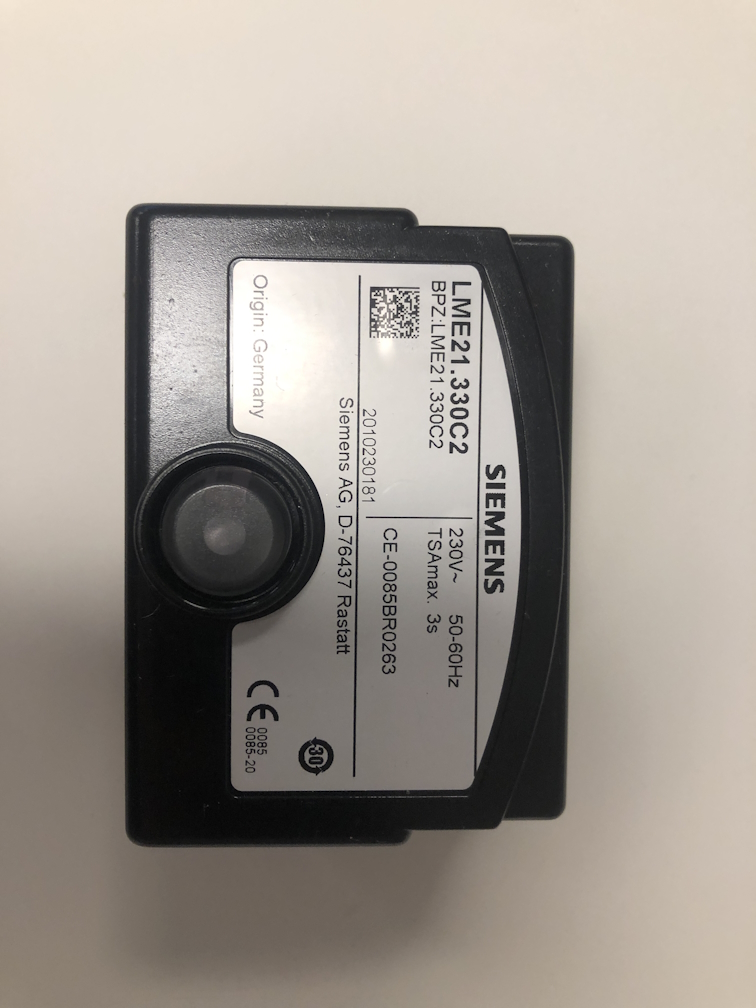 SIEMENS
LME21.330C2
BPZ:LME21.330C2
230V~ 50-60Hz
TSAmax. 3s
2010230181
CE-0085BR0263
Siemens AG, D-76437 Rastatt
30
Origin: Germany
CE 0085
0085-20